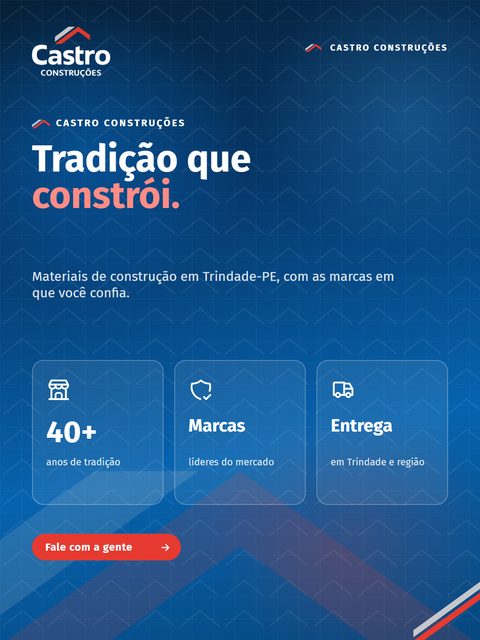 Castro
CONSTRUÇÕES
CASTRO CONSTRUÇÕES
CASTRO CONSTRUÇÕES
Tradição que
constrói.
Materiais de construção em Trindade-PE, com as marcas em
que você confia.
40+
anos de tradição
Marcas
líderes do mercado
Entrega
em Trindade e região
Fale com a gente →